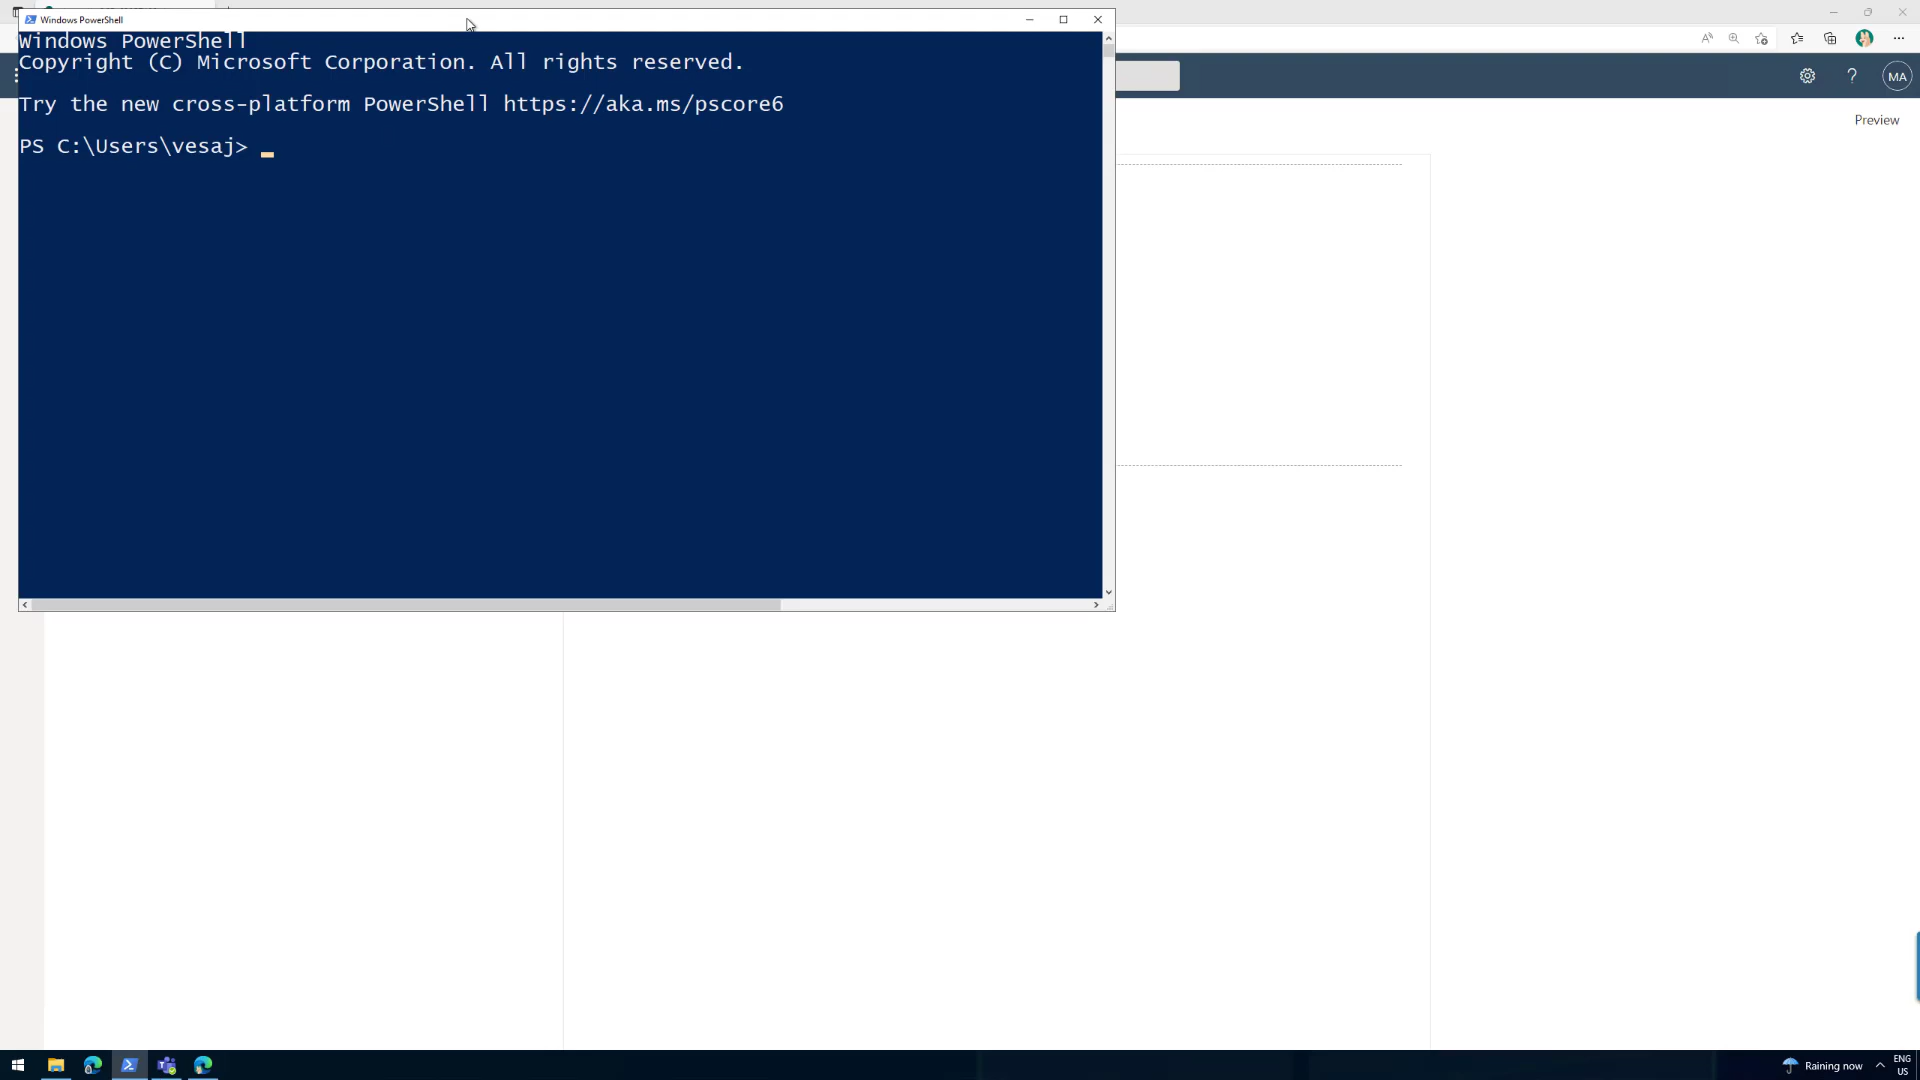 Windows PowerShell
Windows PowerShell
Copyright (C) Microsoft Corporation. All rights reserved.
Try the new cross-platform PowerShell https://aka.ms/pscore6
PS C:\Users\vesaj>
MA
Preview
Raining now
ENG
US